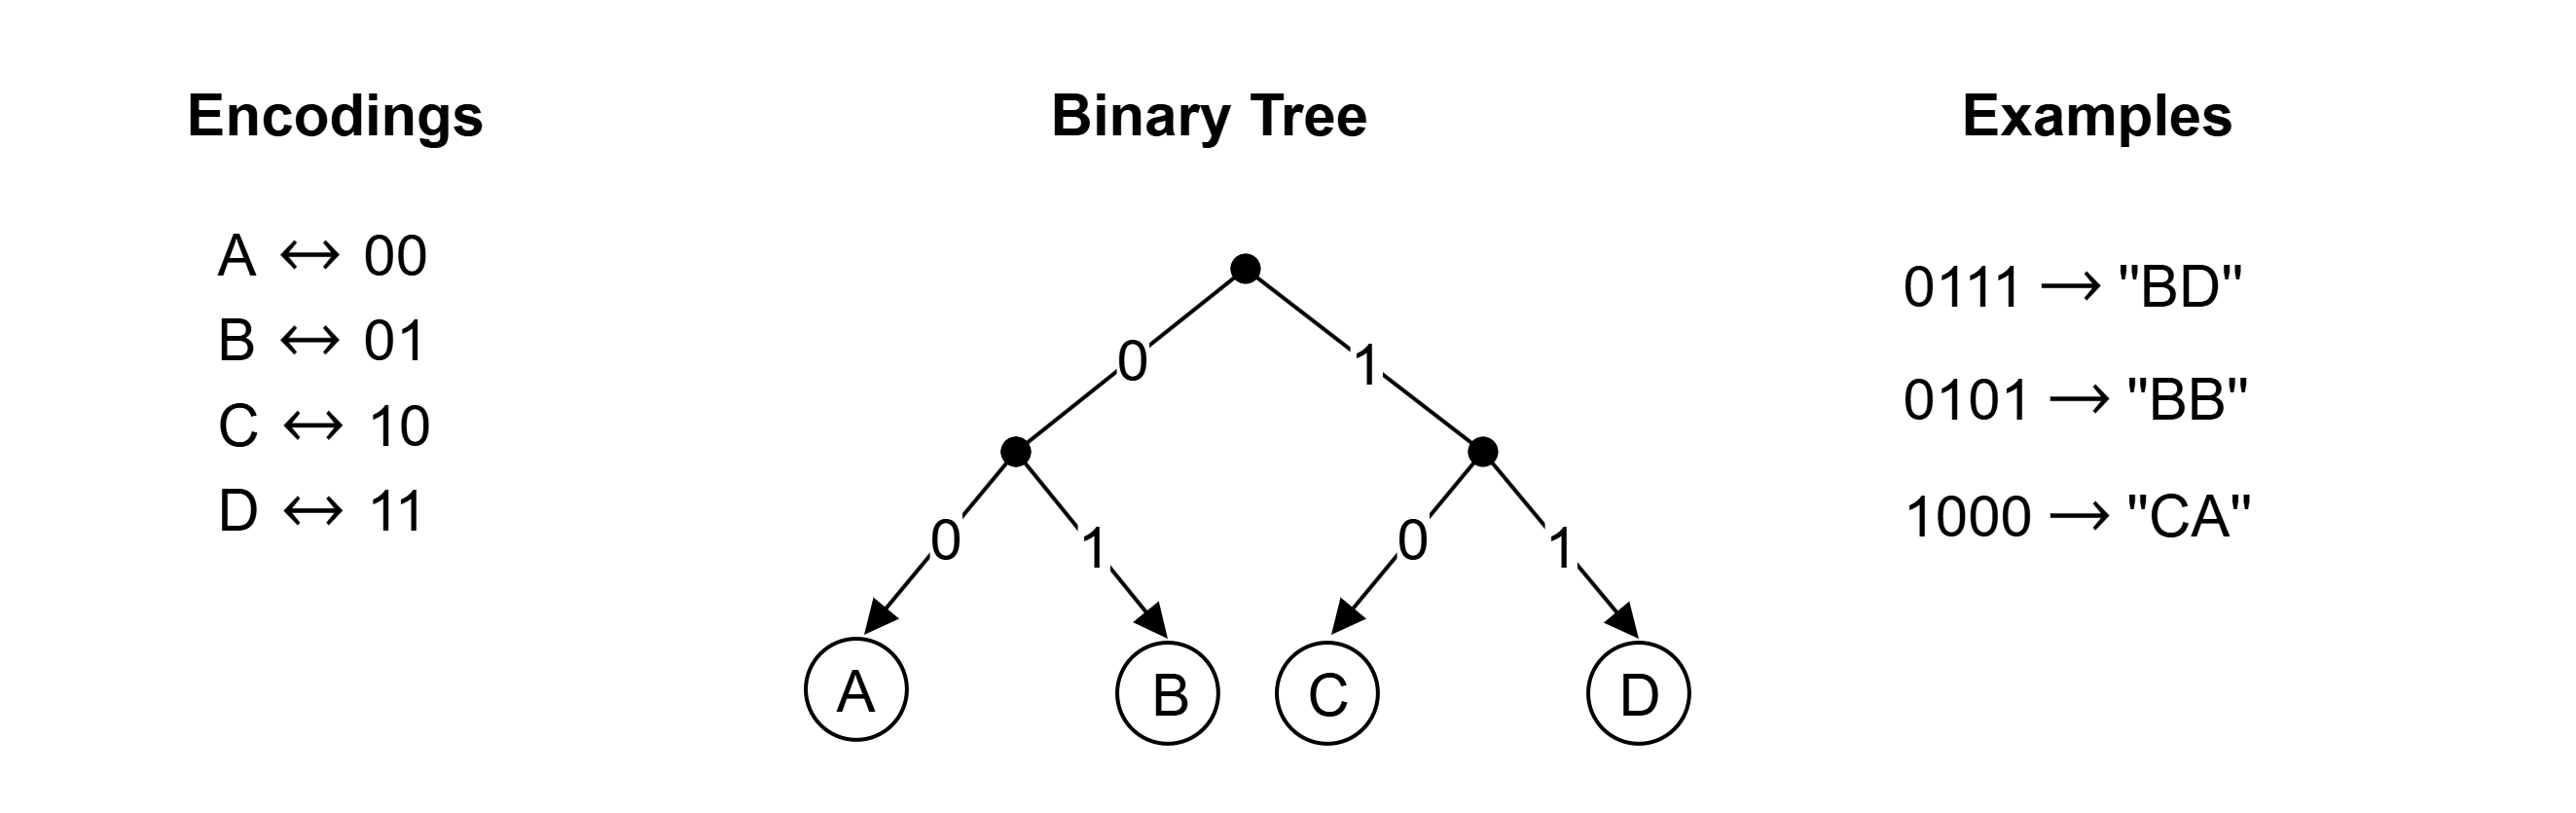 Encodings
A ↔ 00
B ↔ 01
C ↔ 10
D ↔ 11
Binary Tree
0 1
0 1 0 1
A B C D
Examples
0111 → "BD"
0101 → "BB"
1000 → "CA"